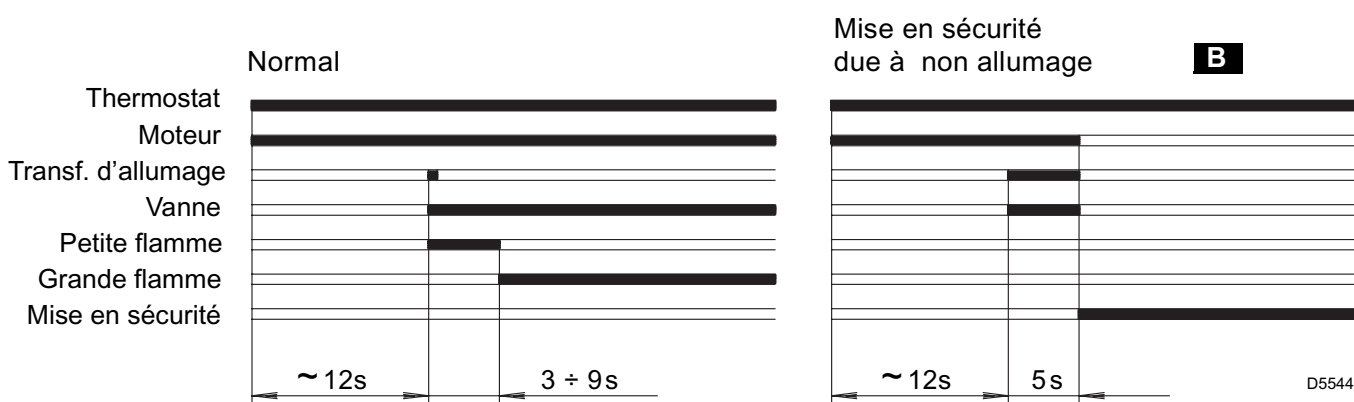 Mise en sécurité
Normal
due à non allumage B
Thermostat
Moteur
Transf. d'allumage
Vanne
Petite flamme
Grande flamme
Mise en sécurité
~ 12s 3 ÷ 9s ~ 12s 5s
D5544